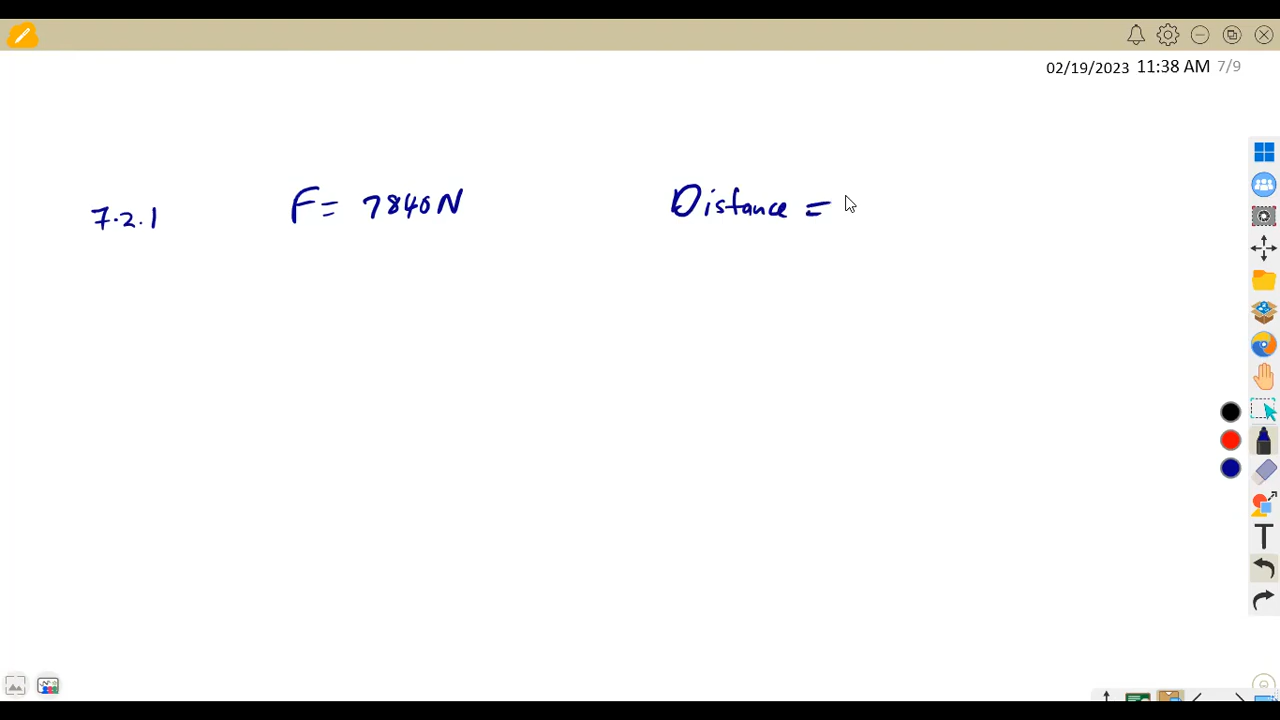 02/19/2023 11:38 AM 7/9
7.2.1 F = 7840N Distance =
T